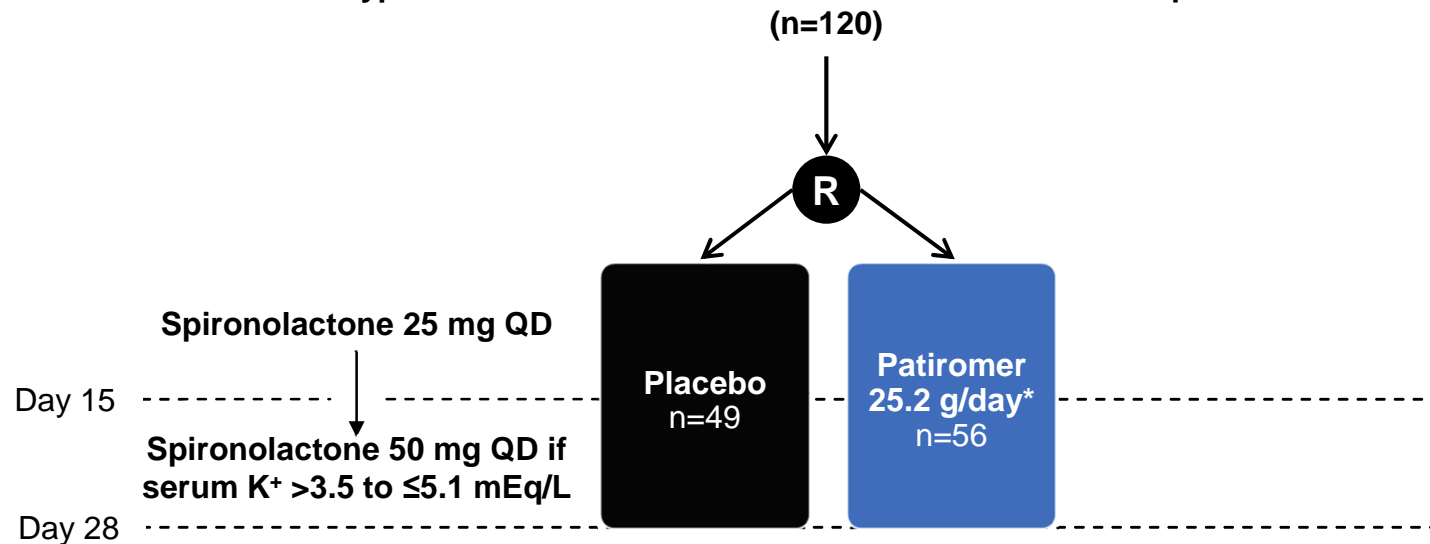 (n=120)
R
Spironolactone 25 mg QD
Day 15
Spironolactone 50 mg QD if
serum K⁺ >3.5 to ≤5.1 mEq/L
Day 28
Placebo
n=49
Patiromer
25.2 g/day*
n=56